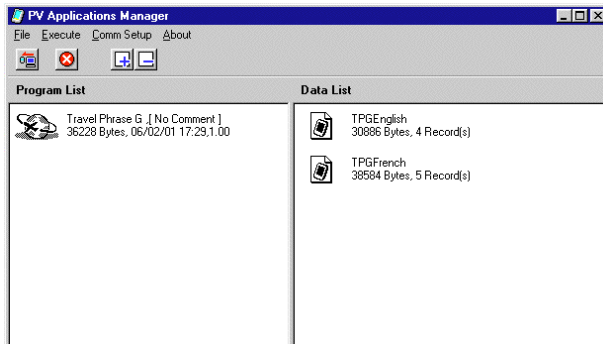 PV Applications Manager
File Execute Comm Setup About
Program List
Data List
Travel Phrase G ,[ No Comment ]
36228 Bytes, 06/02/01 17:29,1.00
TPGEnglish
30886 Bytes, 4 Record(s)
TPGFrench
38584 Bytes, 5 Record(s)